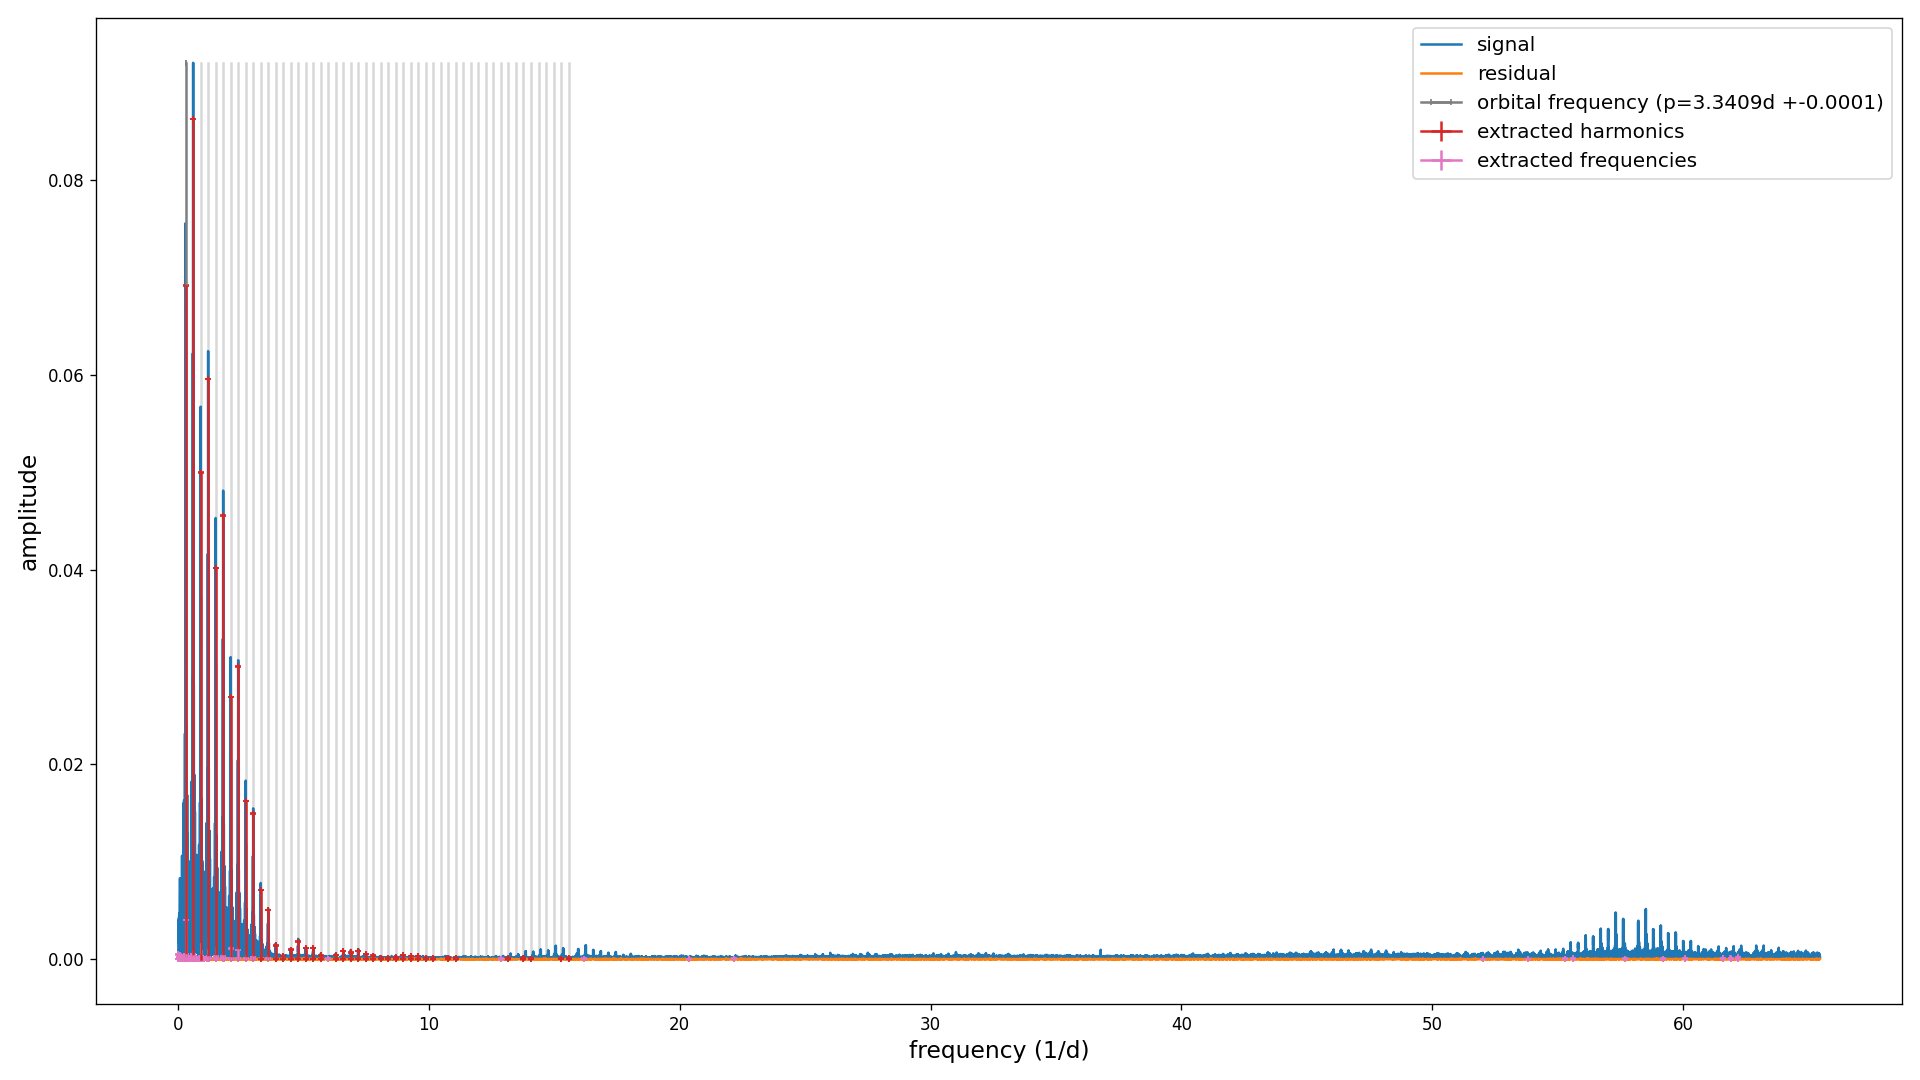 signal
residual
orbital frequency (p=3.3409d +-0.0001)
extracted harmonics
extracted frequencies
amplitude
0.08
0.06
0.04
0.02
0.00
0 10 20 30 40 50 60
frequency (1/d)